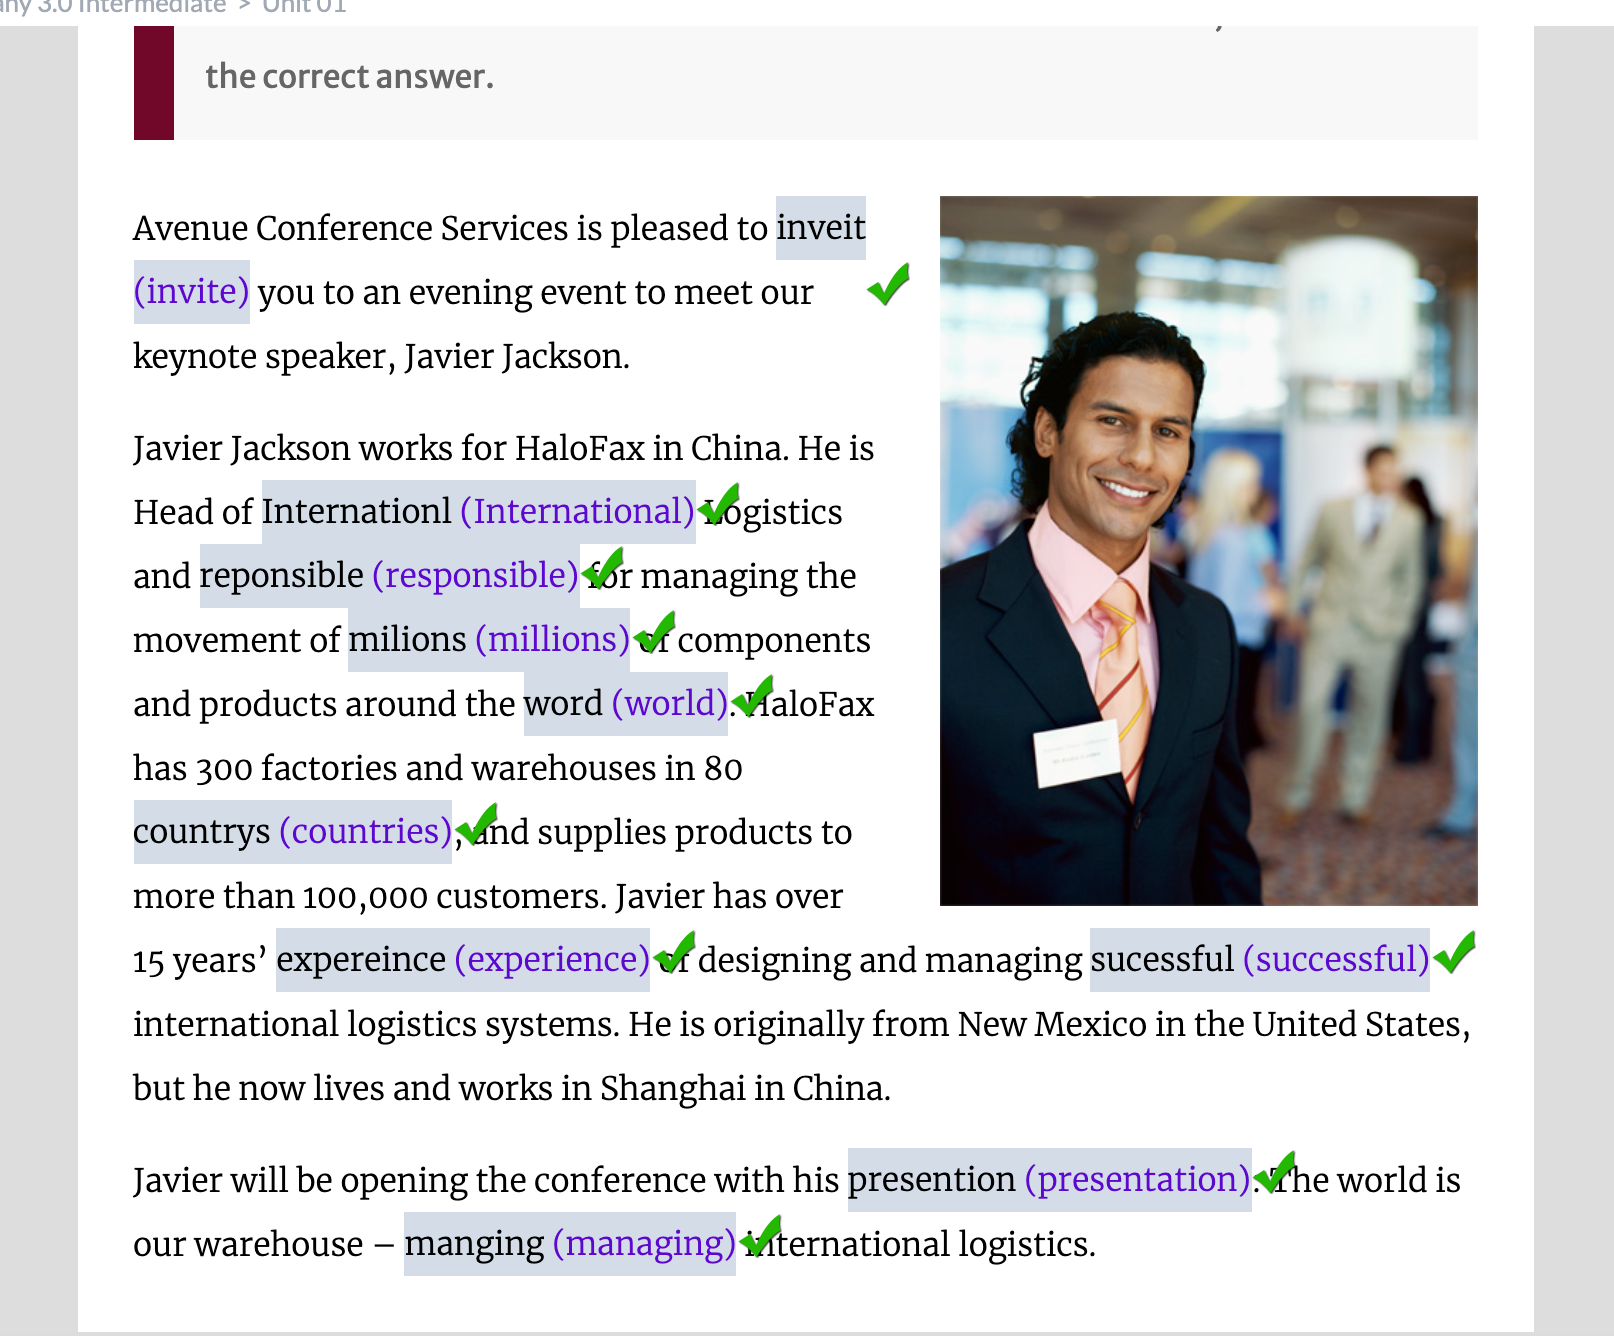 any 3.0 Intermediate > Unit 01
the correct answer.
Avenue Conference Services is pleased to inveit
(invite) you to an evening event to meet our
keynote speaker, Javier Jackson.
Javier Jackson works for HaloFax in China. He is
Head of Internationl (International) Logistics
and reponsible (responsible) for managing the
movement of milions (millions) of components
and products around the word (world). HaloFax
has 300 factories and warehouses in 80
countrys (countries), and supplies products to
more than 100,000 customers. Javier has over
15 years’ expereince (experience) of designing and managing sucessful (successful)
international logistics systems. He is originally from New Mexico in the United States,
but he now lives and works in Shanghai in China.
Javier will be opening the conference with his presention (presentation). The world is
our warehouse – manging (managing) international logistics.